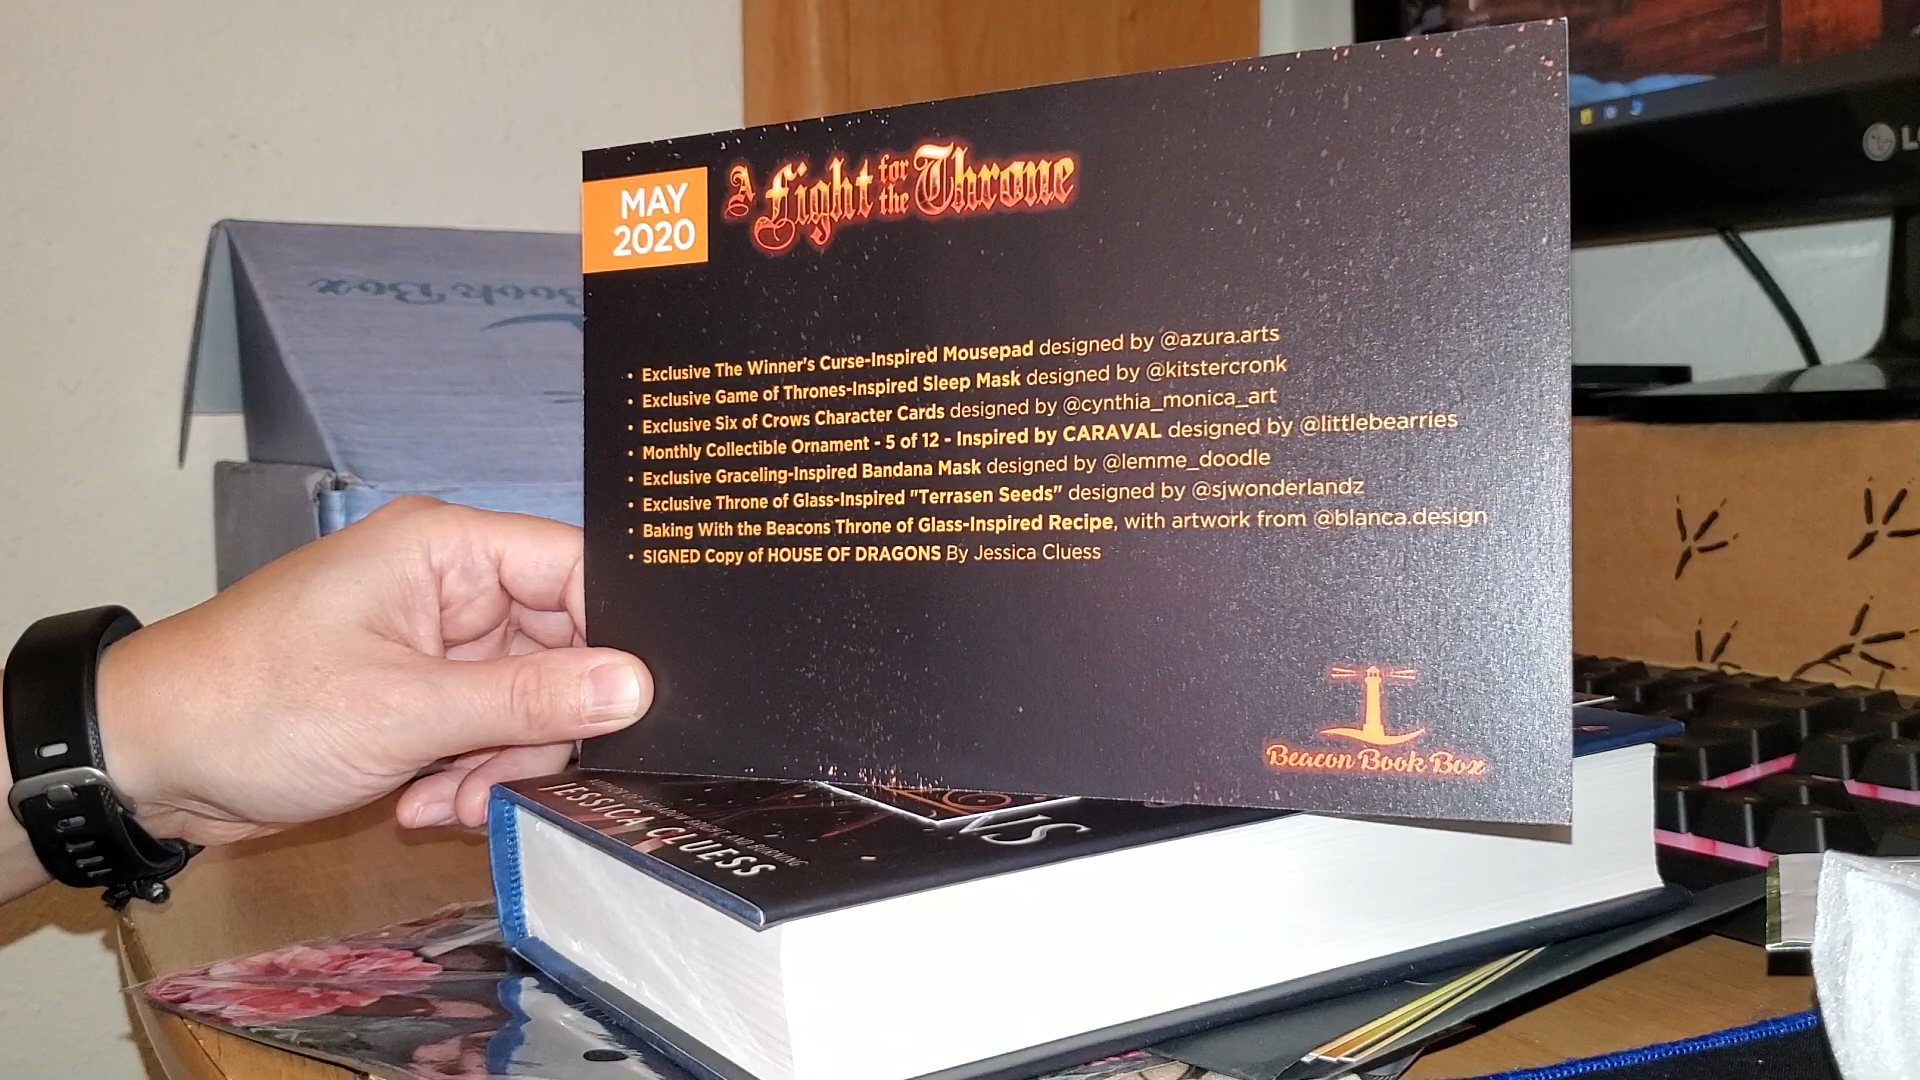 MAY
2020
A Fight for the Throne
• Exclusive The Winner's Curse-Inspired Mousepad designed by @azura.arts
• Exclusive Game of Thrones-Inspired Sleep Mask designed by @kitstercronk
• Exclusive Six of Crows Character Cards designed by @cynthia_monica_art
• Monthly Collectible Ornament - 5 of 12 - Inspired by CARAVAL designed by @littlebearries
• Exclusive Graceling-Inspired Bandana Mask designed by @lemme_doodle
• Exclusive Throne of Glass-Inspired "Terrasen Seeds" designed by @sjwonderlandz
• Baking With the Beacons Throne of Glass-Inspired Recipe, with artwork from @blanca.design
• SIGNED Copy of HOUSE OF DRAGONS By Jessica Cluess
Beacon Book Box
Book Box
JESSICA CLUESS